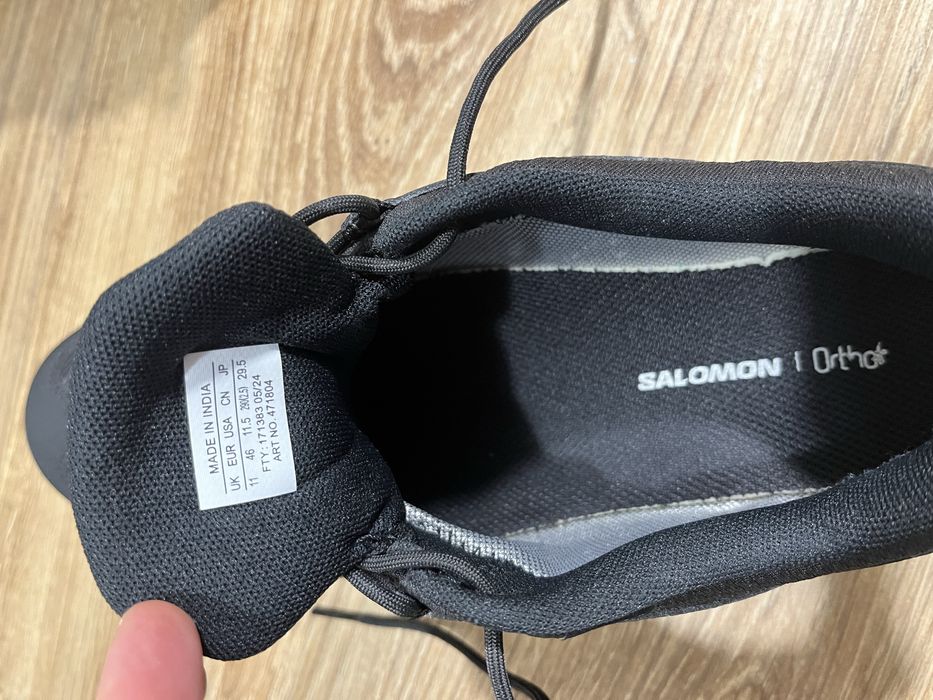 MADE IN INDIA
UK EUR USA CN JP
11 46 11.5 290(2.5) 29.5
FTY: 171383 05/24
ART NO. 471804
SALOMON | Ortho